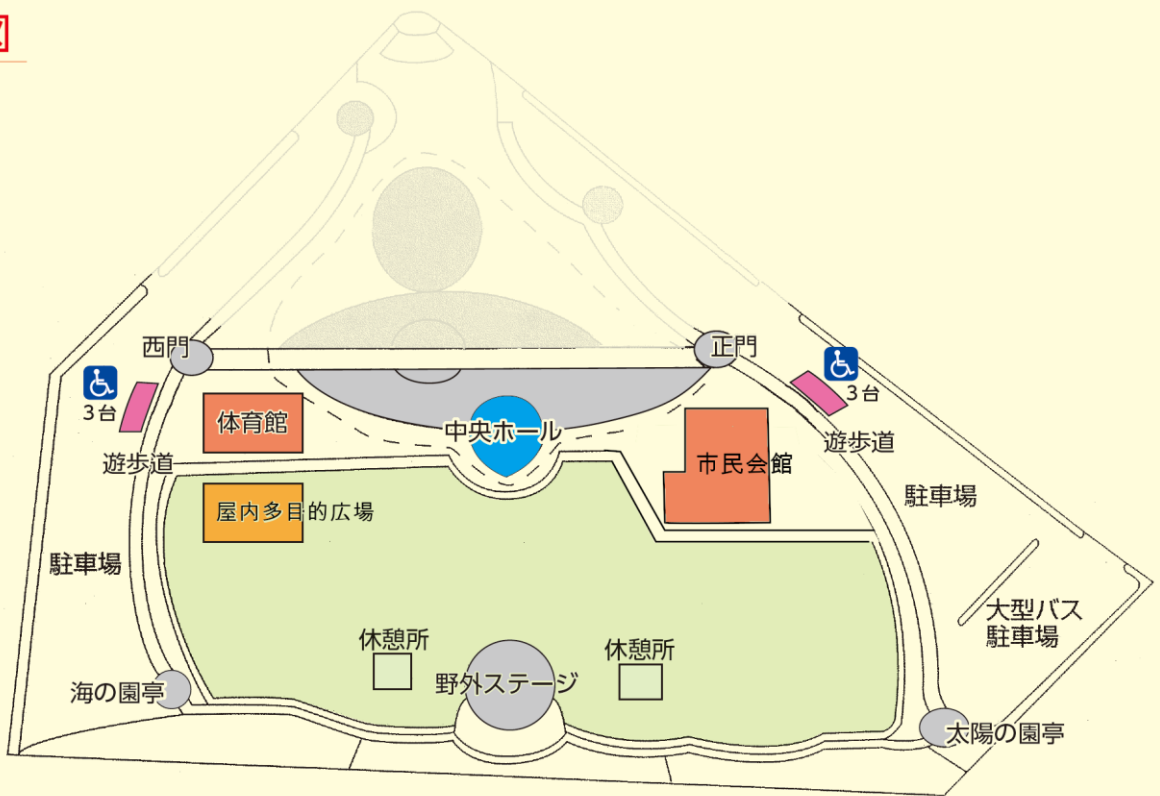 図
西門
正門
3台
3台
体育館
中央ホール
市民会館
遊歩道
遊歩道
屋内多目的広場
駐車場
駐車場
大型バス
駐車場
休憩所
休憩所
野外ステージ
海の園亭
太陽の園亭